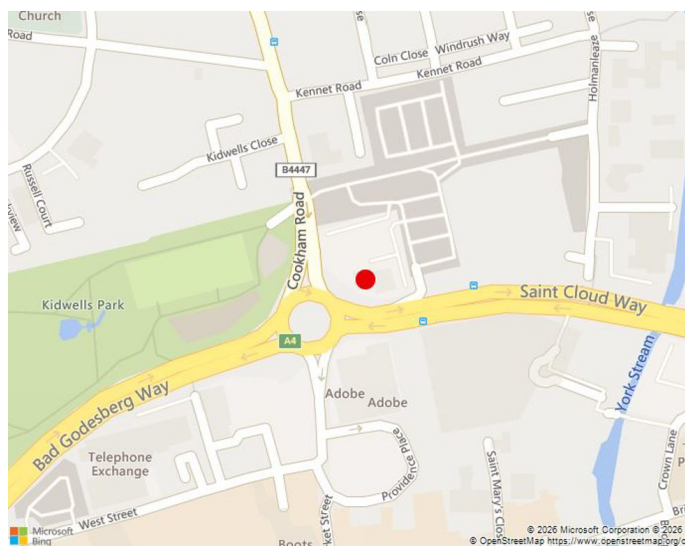 Church
Road
Coln Close
Windrush Way
Kennet Road
Kennet Road
Holmanleaze
Kidwells Close
B4447
Russell Court
Cookham Road
Kidwells Park
Saint Cloud Way
A4
Bad Godesberg Way
York Stream
Adobe
Adobe
Telephone
Exchange
Providence Place
Saint Mary's Clos
Crown Lane
West Street
Boots
Microsoft
Bing
© 2026 Microsoft Corporation © 2026
© OpenStreetMap https://www.openstreetmap.org/c